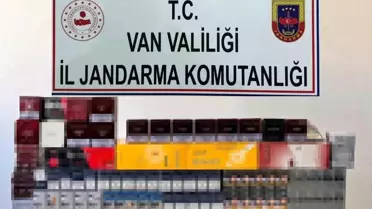 T.C.
VAN VALİLİĞİ
İL JANDARMA KOMUTANLIĞI